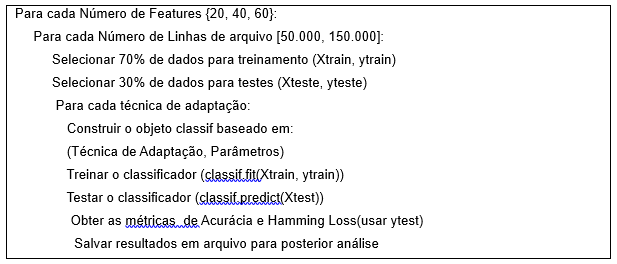 Para cada Número de Features {20, 40, 60}:
Para cada Número de Linhas de arquivo [50.000, 150.000]:
Selecionar 70% de dados para treinamento (Xtrain, ytrain)
Selecionar 30% de dados para testes (Xteste, yteste)
Para cada técnica de adaptação:
Construir o objeto classif baseado em:
(Técnica de Adaptação, Parâmetros)
Treinar o classificador (classif.fit(Xtrain, ytrain))
Testar o classificador (classif.predict(Xtest))
Obter as métricas  de Acurácia e Hamming Loss(usar ytest)
Salvar resultados em arquivo para posterior análise